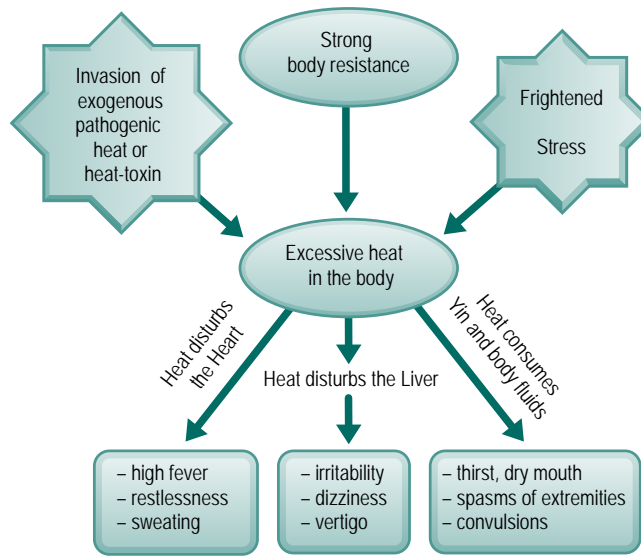 Invasion of
exogenous
pathogenic
heat or
heat-toxin
Strong
body resistance
Frightened
Stress
Excessive heat
in the body
Heat disturbs
the Heart
Heat disturbs the Liver
Heat consumes
Yin and body fluids
– high fever
– restlessness
– sweating
– irritability
– dizziness
– vertigo
– thirst, dry mouth
– spasms of extremities
– convulsions